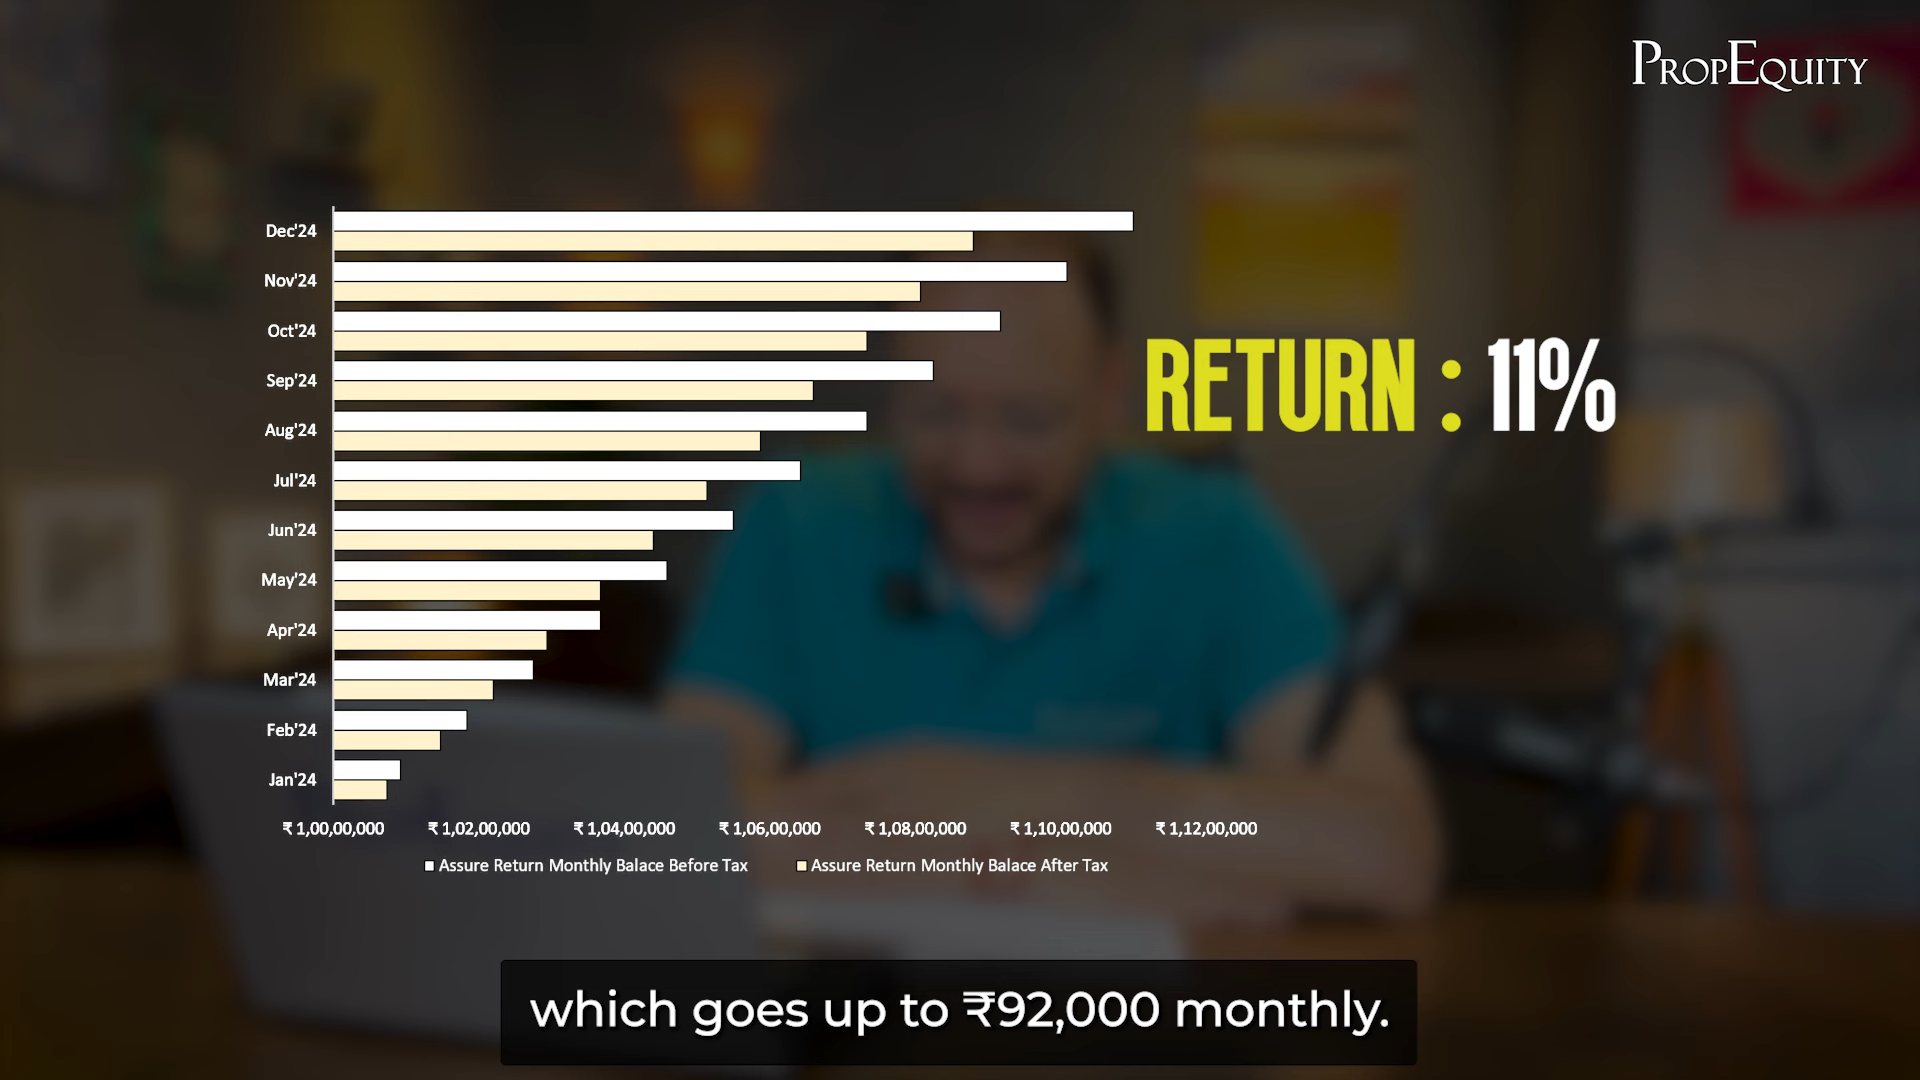 PROPEQUITY
Dec'24
Nov'24
Oct'24
Sep'24
Aug'24
Jul'24
Jun'24
May'24
Apr'24
Mar'24
Feb'24
Jan'24
RETURN : 11%
₹ 1,00,00,000 ₹ 1,02,00,000 ₹ 1,04,00,000 ₹ 1,06,00,000 ₹ 1,08,00,000 ₹ 1,10,00,000 ₹ 1,12,00,000
Assure Return Monthly Balace Before Tax Assure Return Monthly Balace After Tax
which goes up to ₹92,000 monthly.